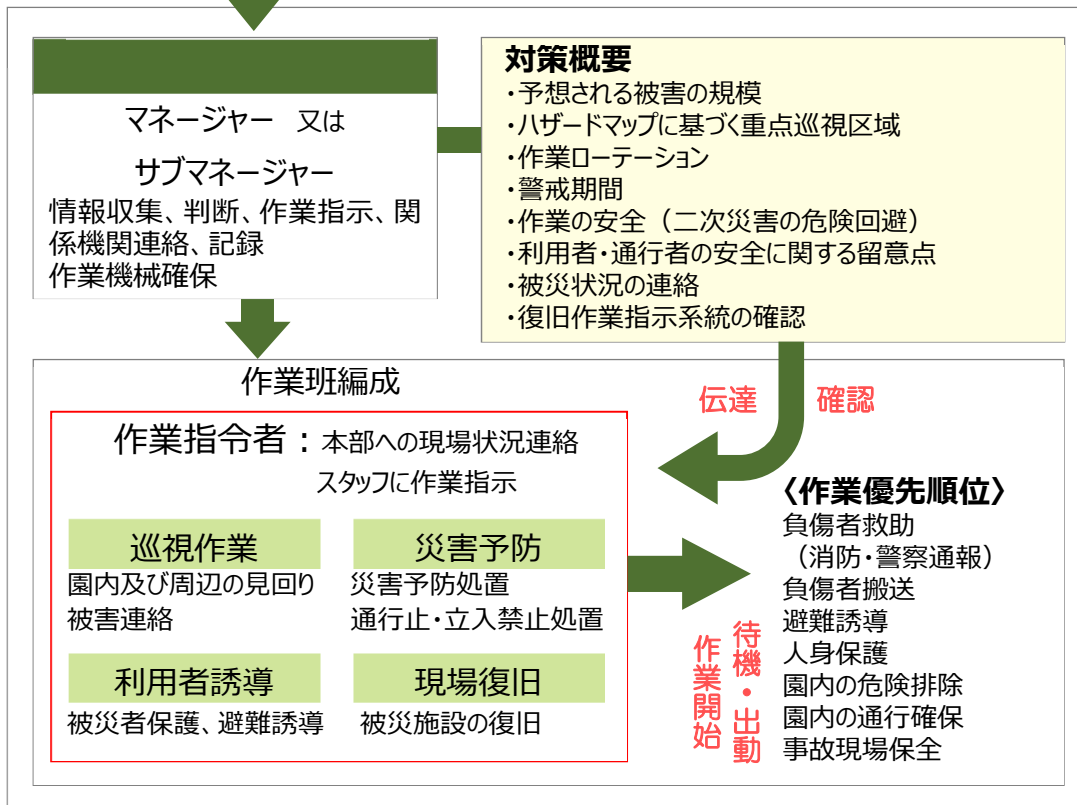 マネージャー 又は
サブマネージャー
情報収集、判断、作業指示、関
係機関連絡、記録
作業機械確保
対策概要
・予想される被害の規模
・ハザードマップに基づく重点巡視区域
・作業ローテーション
・警戒期間
・作業の安全（二次災害の危険回避）
・利用者・通行者の安全に関する留意点
・被災状況の連絡
・復旧作業指示系統の確認
伝達 確認
作業班編成
作業指令者：本部への現場状況連絡
スタッフに作業指示
巡視作業
園内及び周辺の見回り
被害連絡
災害予防
災害予防処置
通行止・立入禁止処置
利用者誘導
被災者保護、避難誘導
現場復旧
被災施設の復旧
待機・出動
作業開始
〈作業優先順位〉
負傷者救助
（消防・警察通報）
負傷者搬送
避難誘導
人身保護
園内の危険排除
園内の通行確保
事故現場保全